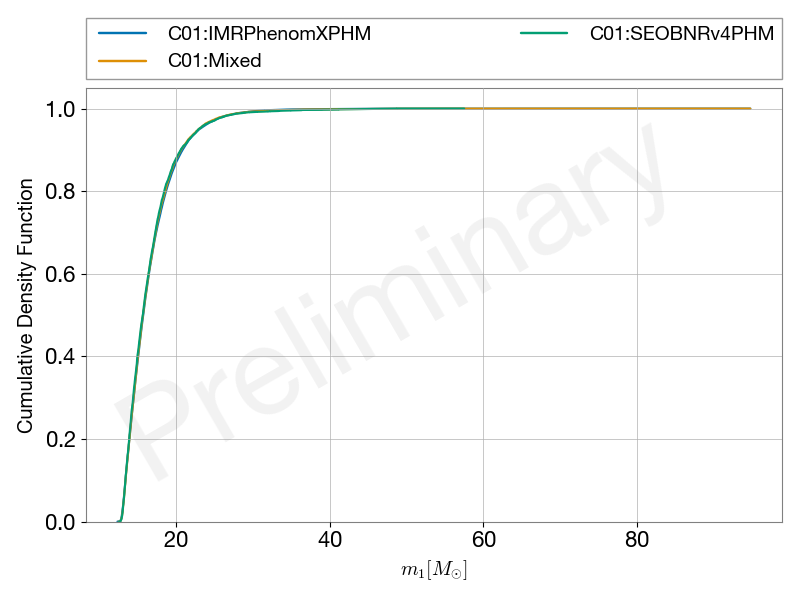 C01:IMRPhenomXPHM
C01:SEOBNRv4PHM
C01:Mixed
Preliminary
Cumulative Density Function
1.0
0.8
0.6
0.4
0.2
0.0
20 40 60 80
m₁[M☉]